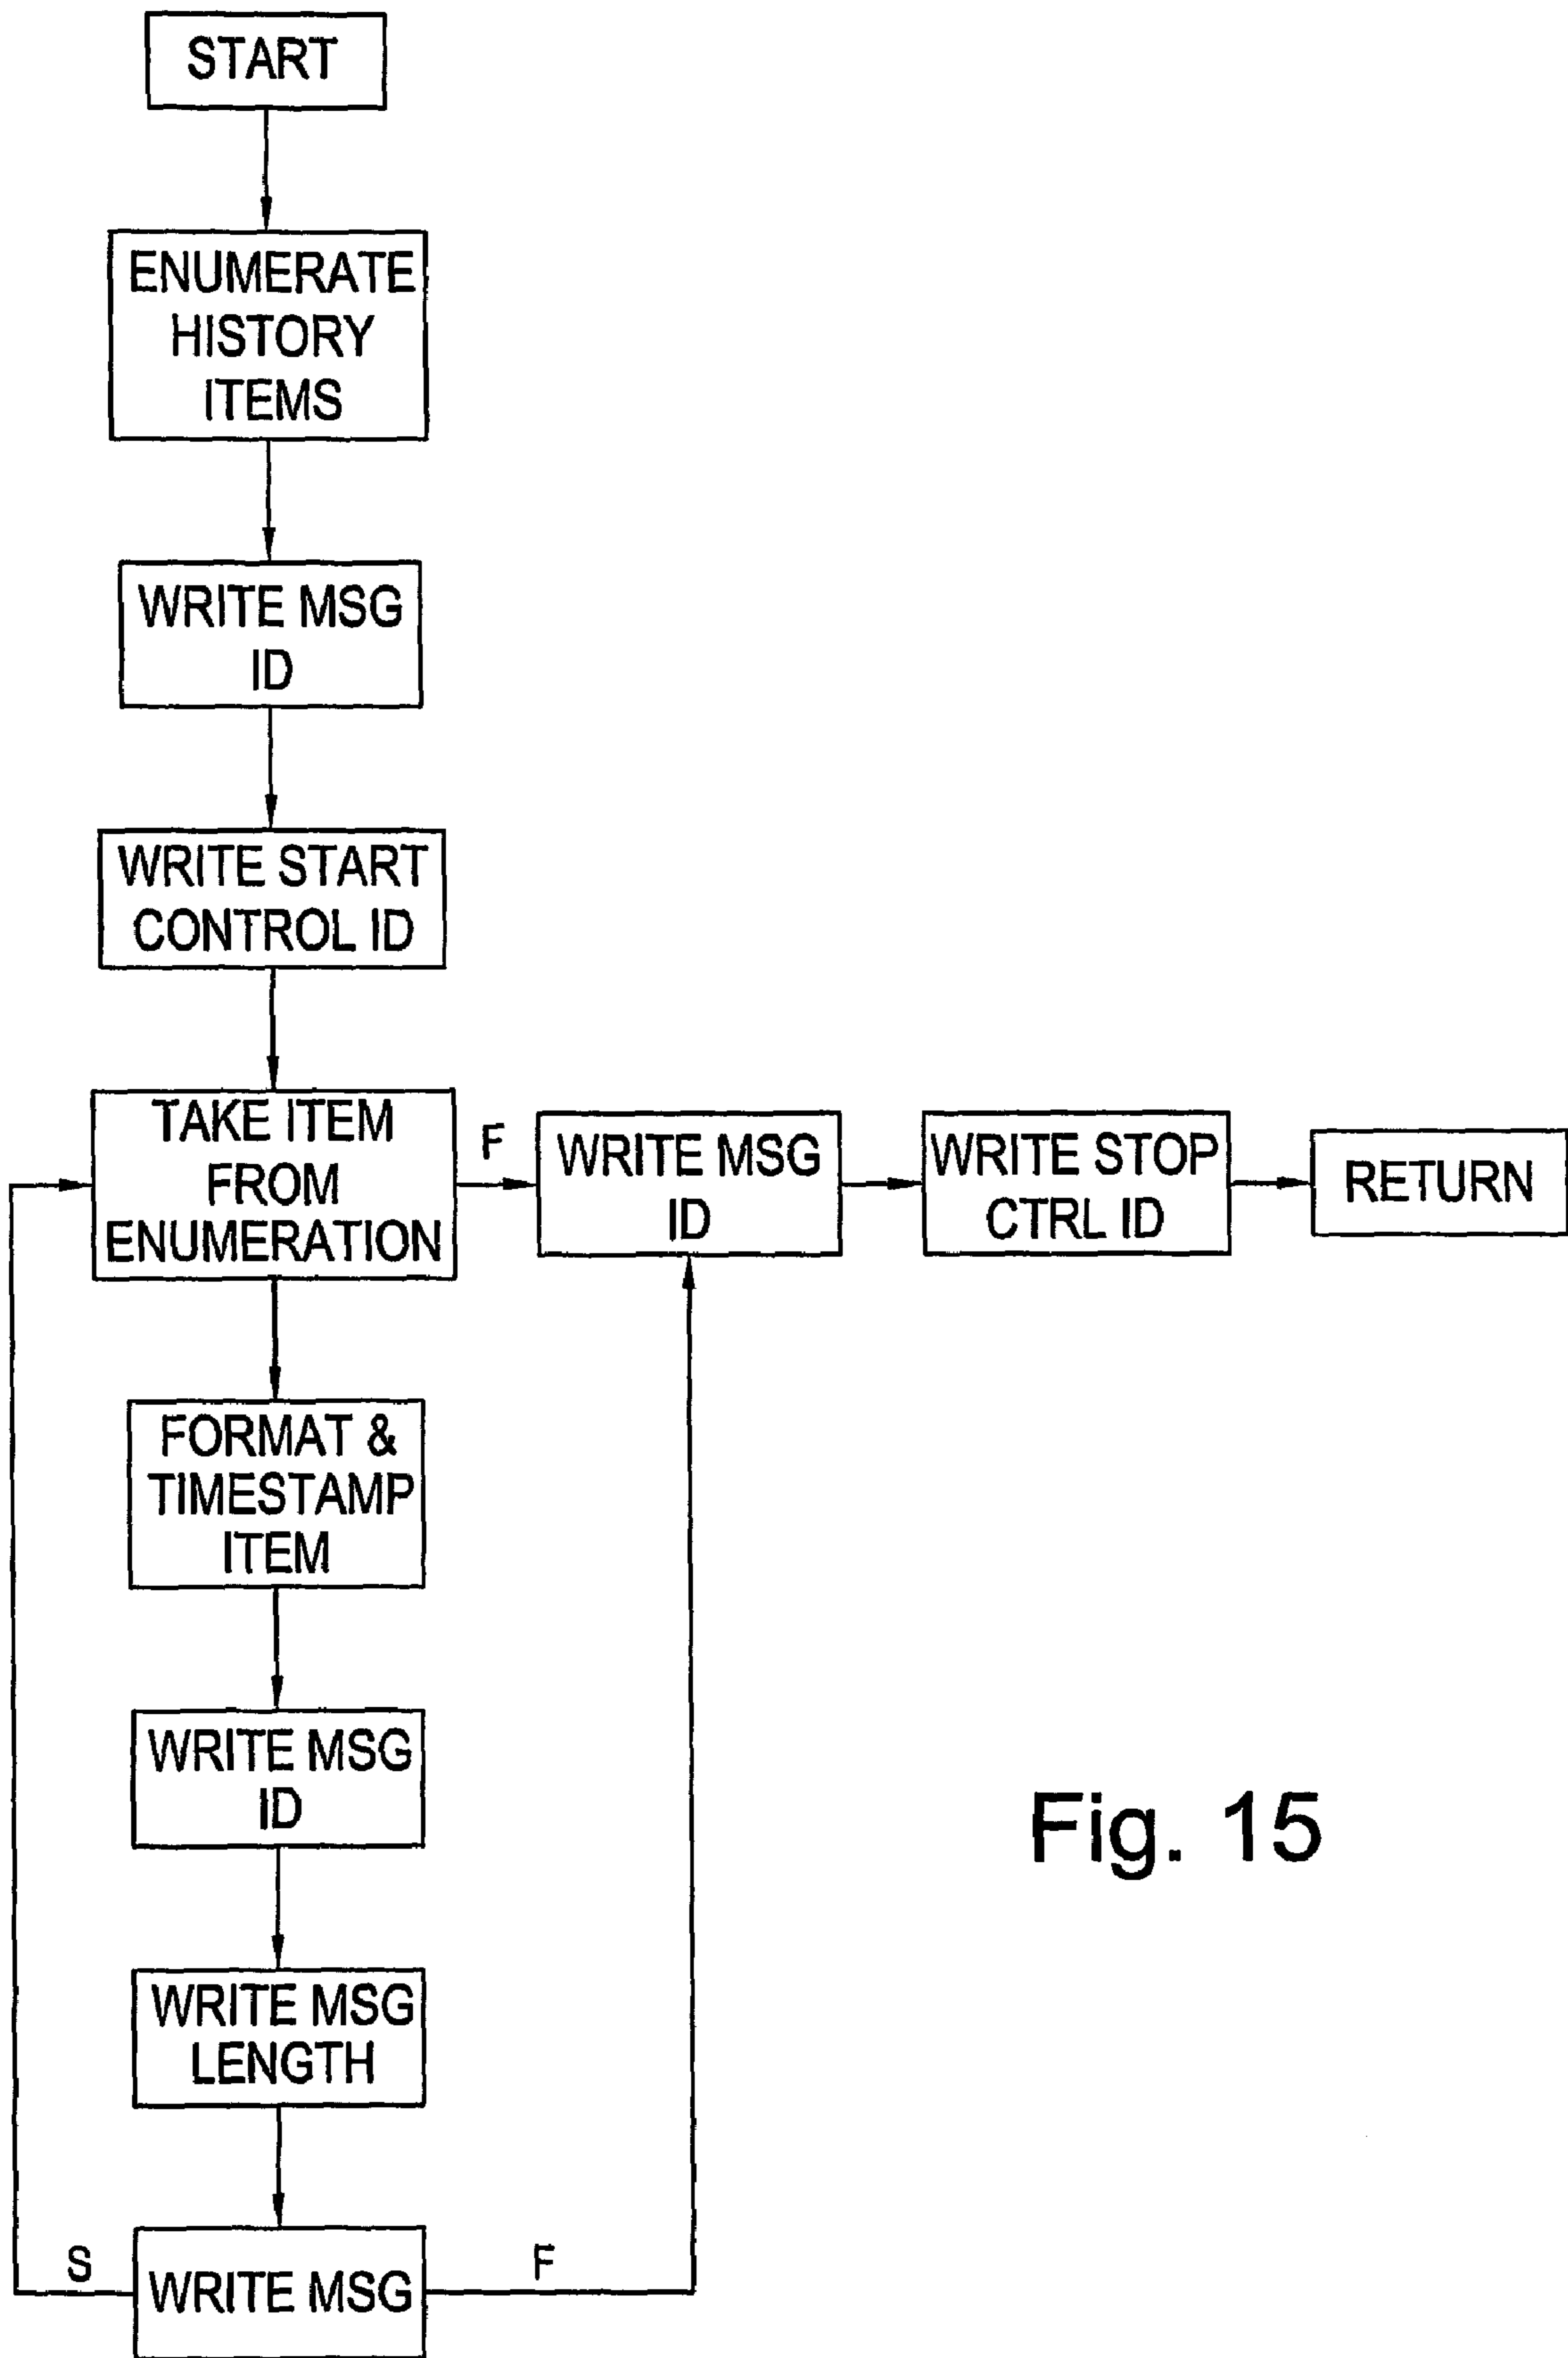 START
ENUMERATE
HISTORY
ITEMS
WRITE MSG
ID
WRITE START
CONTROL ID
TAKE ITEM
FROM
ENUMERATION
F
WRITE MSG
ID
WRITE STOP
CTRL ID
RETURN
FORMAT &
TIMESTAMP
ITEM
WRITE MSG
ID
WRITE MSG
LENGTH
S
WRITE MSG
F
Fig. 15